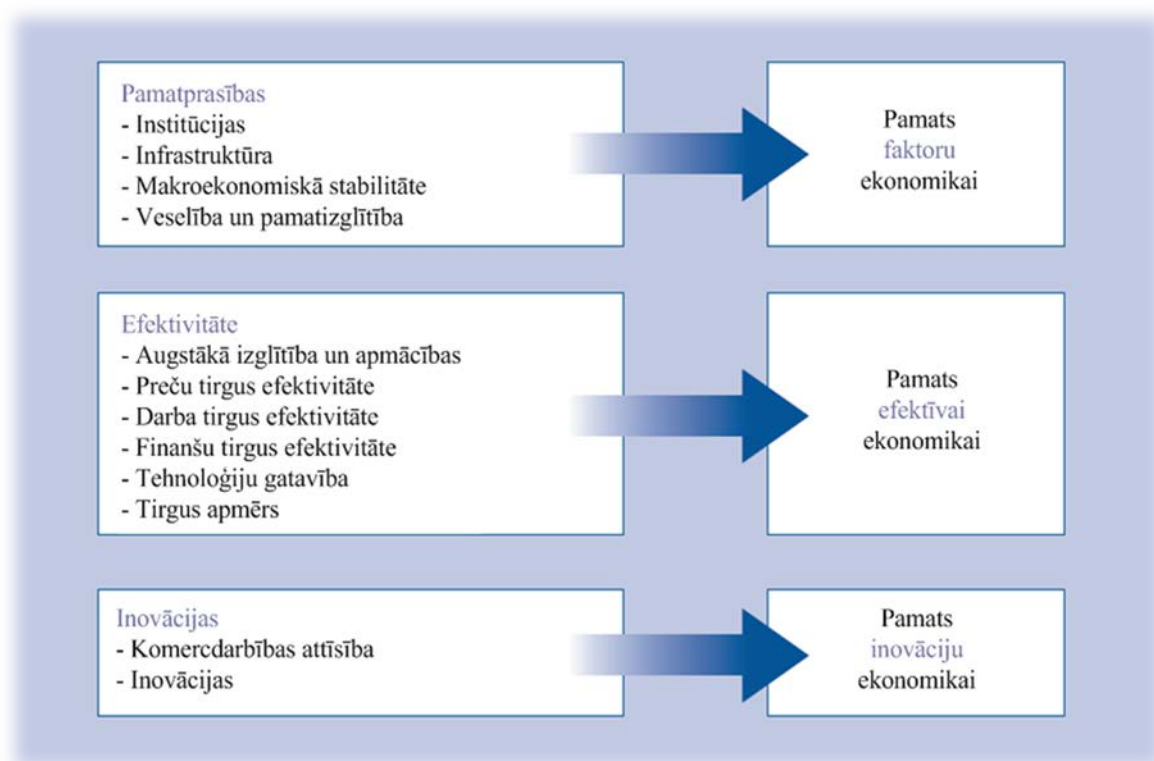 Pamatprasības
- Institūcijas
- Infrastruktūra
- Makroekonomiskā stabilitāte
- Veselība un pamatizglītība
Pamats
faktoru
ekonomikai
Efektivitāte
- Augstākā izglītība un apmācības
- Preču tirgus efektivitāte
- Darba tirgus efektivitāte
- Finanšu tirgus efektivitāte
- Tehnoloģiju gatavība
- Tirgus apmērs
Pamats
efektīvai
ekonomikai
Inovācijas
- Komercdarbības attīsība
- Inovācijas
Pamats
inovāciju
ekonomikai